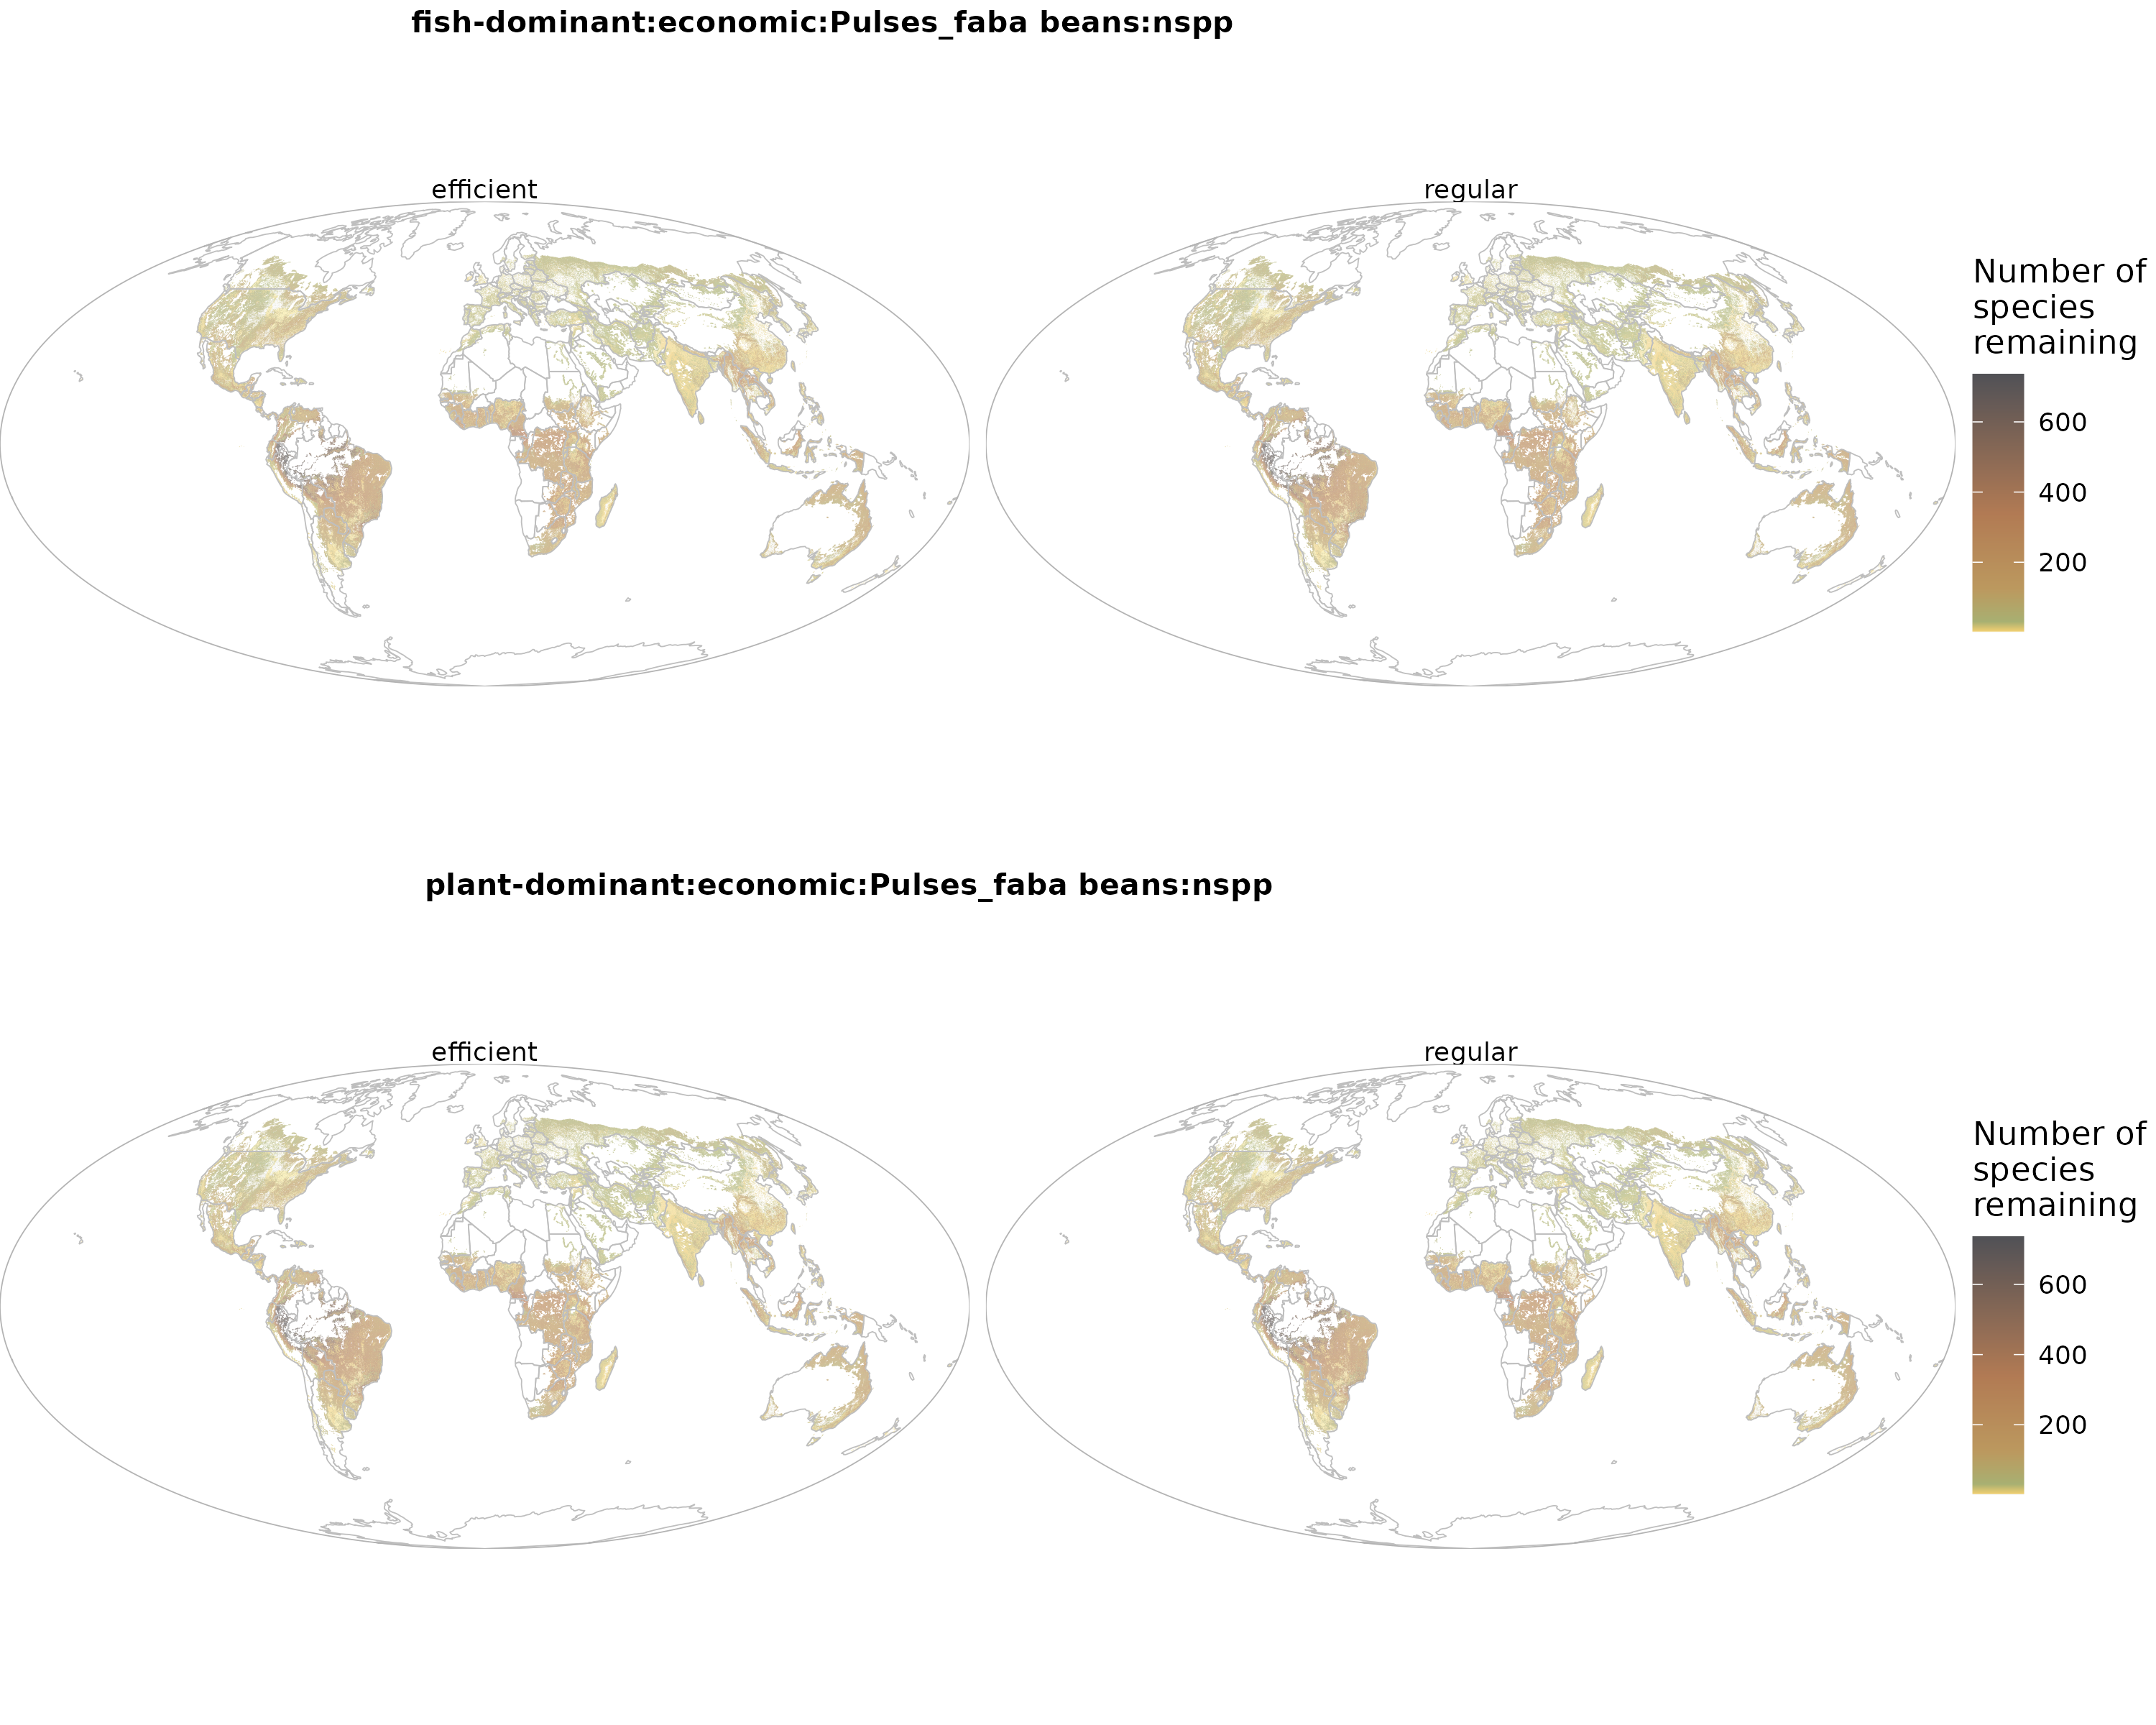 fish-dominant:economic:Pulses_faba beans:nspp
efficient
regular
Number of
species
remaining
600
400
200
plant-dominant:economic:Pulses_faba beans:nspp
efficient
regular
Number of
species
remaining
600
400
200